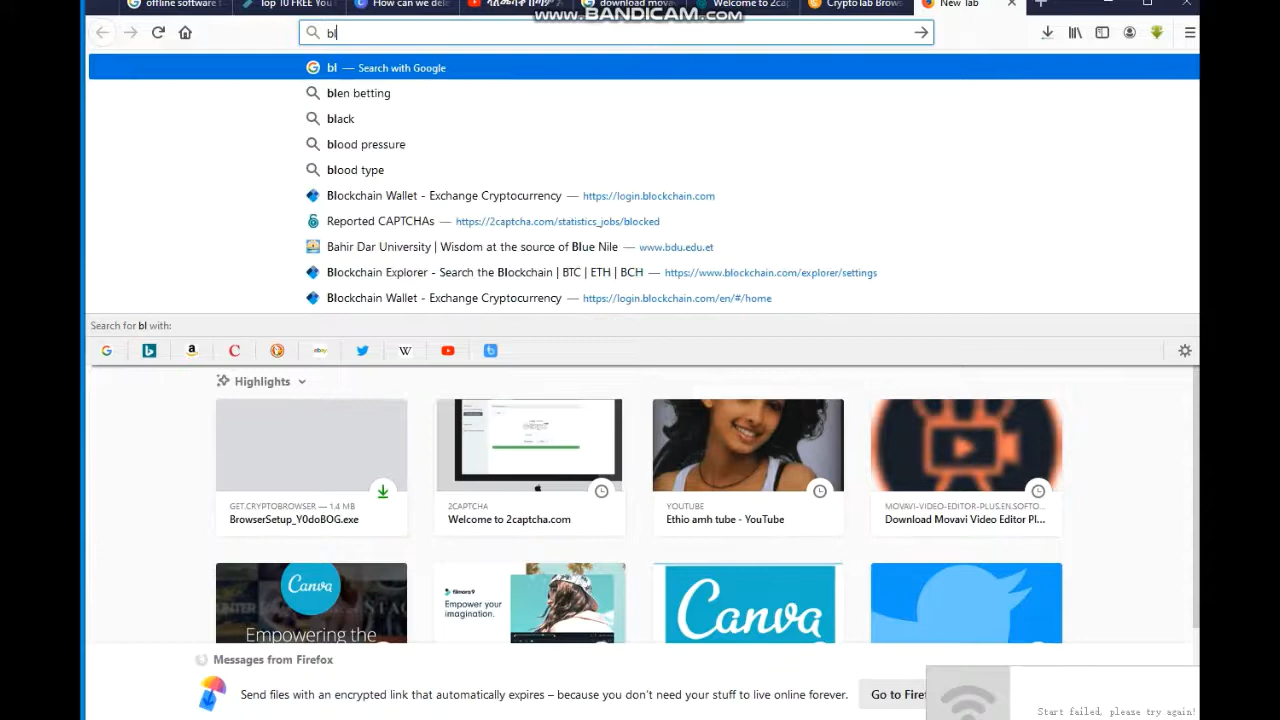 offline software f
Top 10 FREE You
How can we dele
download mova
Welcome to 2cap
CryptoTab Brows
New Tab
www.BANDICAM.com
bl
bl — Search with Google
blen betting
black
blood pressure
blood type
Blockchain Wallet - Exchange Cryptocurrency — https://login.blockchain.com
Reported CAPTCHAs — https://2captcha.com/statistics_jobs/blocked
Bahir Dar University | Wisdom at the source of Blue Nile — www.bdu.edu.et
Blockchain Explorer - Search the Blockchain | BTC | ETH | BCH — https://www.blockchain.com/explorer/settings
Blockchain Wallet - Exchange Cryptocurrency — https://login.blockchain.com/en/#/home
Search for bl with:
Highlights
GET.CRYPTOBROWSER — 1.4 MB
BrowserSetup_Y0doBOG.exe
2CAPTCHA
Welcome to 2captcha.com
YOUTUBE
Ethio amh tube - YouTube
MOVAVI-VIDEO-EDITOR-PLUS.EN.SOFTO...
Download Movavi Video Editor Pl...
Canva
Empowering the
filmora9
Empower your
imagination.
Canva
Messages from Firefox
Send files with an encrypted link that automatically expires – because you don't need your stuff to live online forever.
Go to Firef
Start failed, please try again!